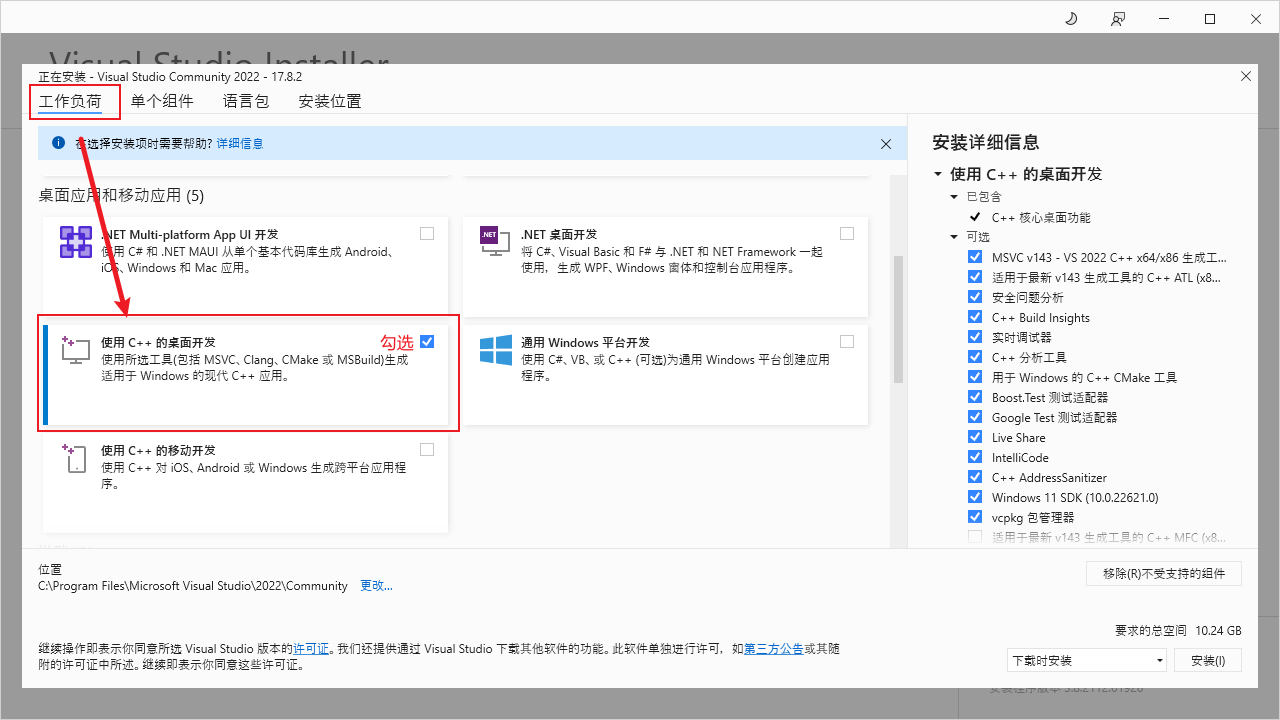 Visual Studio Installer
正在安装 - Visual Studio Community 2022 - 17.8.2
工作负荷 单个组件 语言包 安装位置
在选择安装项时需要帮助? 详细信息
桌面应用和移动应用 (5)
.NET Multi-platform App UI 开发
使用 C# 和 .NET MAUI 从单个基本代码库生成 Android、
iOS、Windows 和 Mac 应用。
.NET
.NET 桌面开发
将 C#、Visual Basic 和 F# 与 .NET 和 .NET Framework 一起
使用，生成 WPF、Windows 窗体和控制台应用程序。
使用 C++ 的桌面开发
勾选
使用所选工具(包括 MSVC、Clang、CMake 或 MSBuild)生成
适用于 Windows 的现代 C++ 应用。
通用 Windows 平台开发
使用 C#、VB、或 C++ (可选)为通用 Windows 平台创建应用
程序。
使用 C++ 的移动开发
使用 C++ 对 iOS、Android 或 Windows 生成跨平台应用程
序。
安装详细信息
使用 C++ 的桌面开发
已包含
C++ 核心桌面功能
可选
MSVC v143 - VS 2022 C++ x64/x86 生成工...
适用于最新 v143 生成工具的 C++ ATL (x8...
安全问题分析
C++ Build Insights
实时调试器
C++ 分析工具
用于 Windows 的 C++ CMake 工具
Boost.Test 测试适配器
Google Test 测试适配器
Live Share
IntelliCode
C++ AddressSanitizer
Windows 11 SDK (10.0.22621.0)
vcpkg 包管理器
适用于最新 v143 生成工具的 C++ MFC (x8...
位置
C:\Program Files\Microsoft Visual Studio\2022\Community 更改...
移除(R)不受支持的组件
要求的总空间 10.24 GB
继续操作即表示你同意所选 Visual Studio 版本的许可证。我们还提供通过 Visual Studio 下载其他软件的功能。此软件单独进行许可，如第三方公告或其随
附的许可证中所述。继续即表示你同意这些许可证。
下载时安装 安装(I)